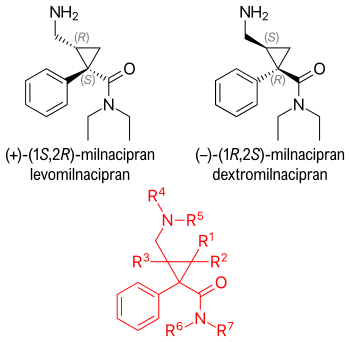 NH₂ NH₂
(R) (S)
O O
(S) (R)
N N
(+)-(1S,2R)-milnacipran (–)-(1R,2S)-milnacipran
levomilnacipran dextromilnacipran
R⁴
N R⁵
R¹
R³ R²
O
N
R⁶ R⁷